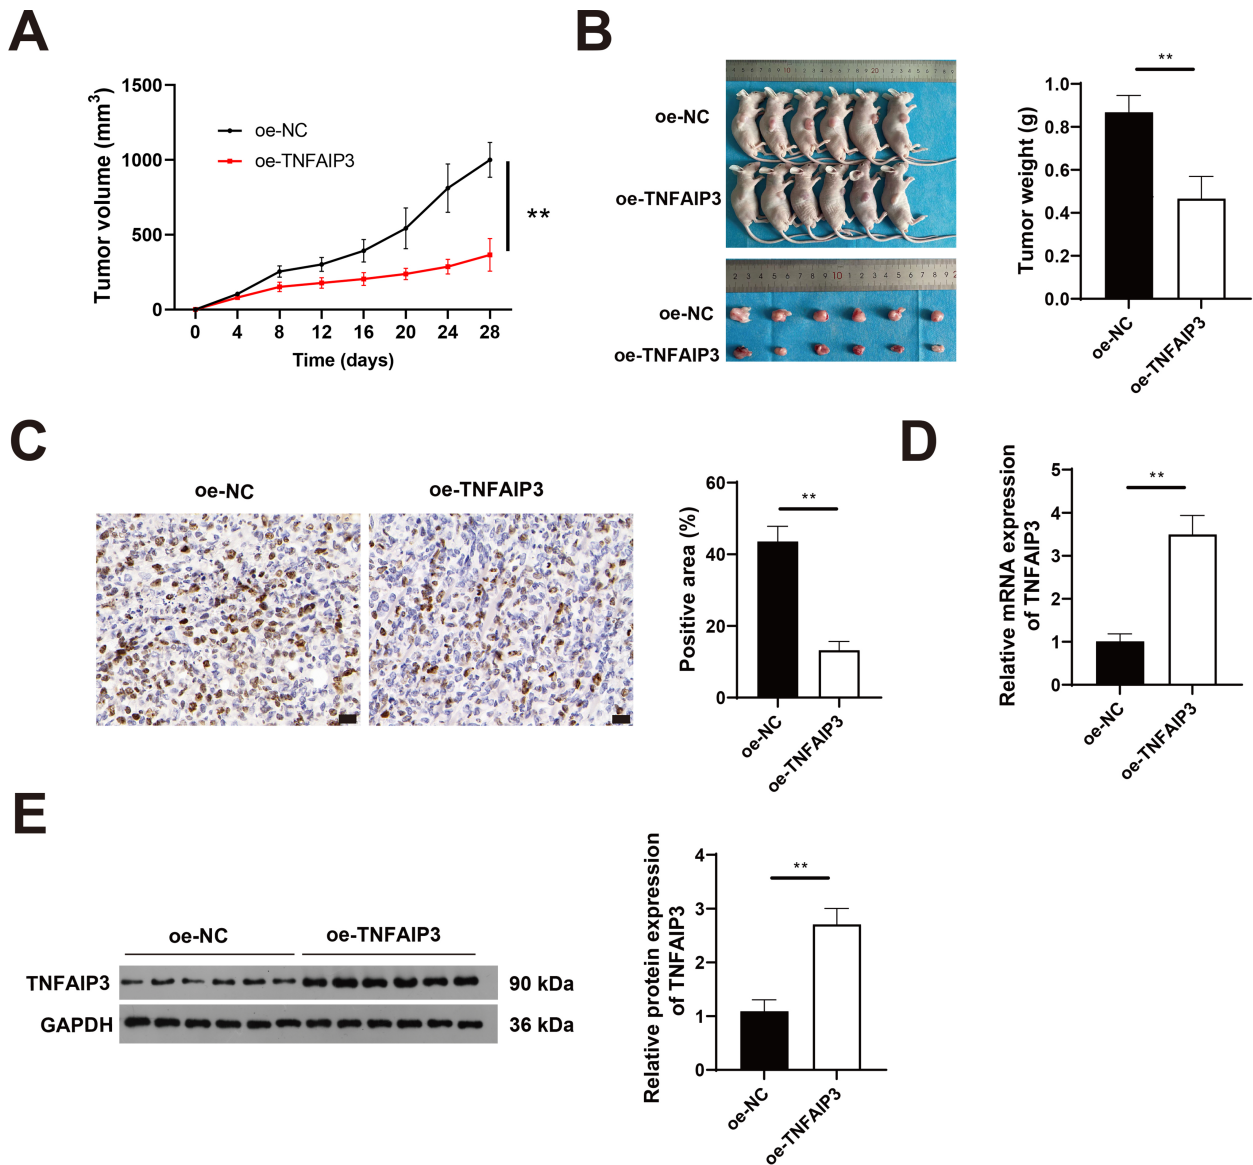 A
1500
1000
500
0
Tumor volume (mm³)
oe-NC
oe-TNFAIP3
**
0 4 8 12 16 20 24 28
Time (days)
B
oe-NC
oe-TNFAIP3
oe-NC
oe-TNFAIP3
**
1.0
0.8
0.6
0.4
0.2
0.0
Tumor weight (g)
oe-NC
oe-TNFAIP3
C
oe-NC
oe-TNFAIP3
**
60
40
20
0
Positive area (%)
oe-NC
oe-TNFAIP3
D
**
5
4
3
2
1
0
Relative mRNA expression
of TNFAIP3
oe-NC
oe-TNFAIP3
E
oe-NC
oe-TNFAIP3
TNFAIP3
90 kDa
GAPDH
36 kDa
**
4
3
2
1
0
Relative protein expression
of TNFAIP3
oe-NC
oe-TNFAIP3